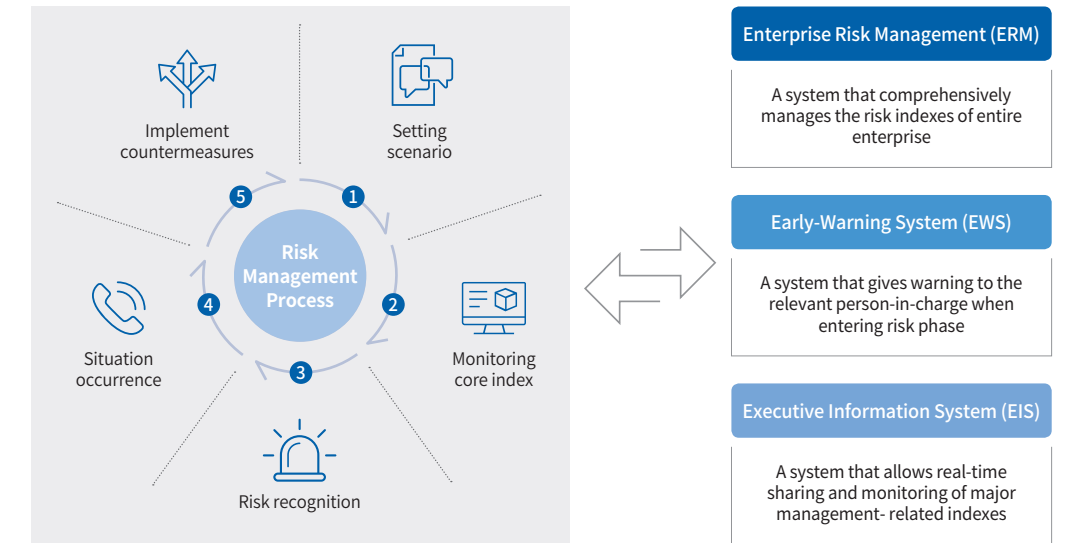 Implement
countermeasures
Setting
scenario
5
1
Risk
Management
Process
4
2
3
Situation
occurrence
Monitoring
core index
Risk recognition
Enterprise Risk Management (ERM)
A system that comprehensively
manages the risk indexes of entire
enterprise
Early-Warning System (EWS)
A system that gives warning to the
relevant person-in-charge when
entering risk phase
Executive Information System (EIS)
A system that allows real-time
sharing and monitoring of major
management- related indexes